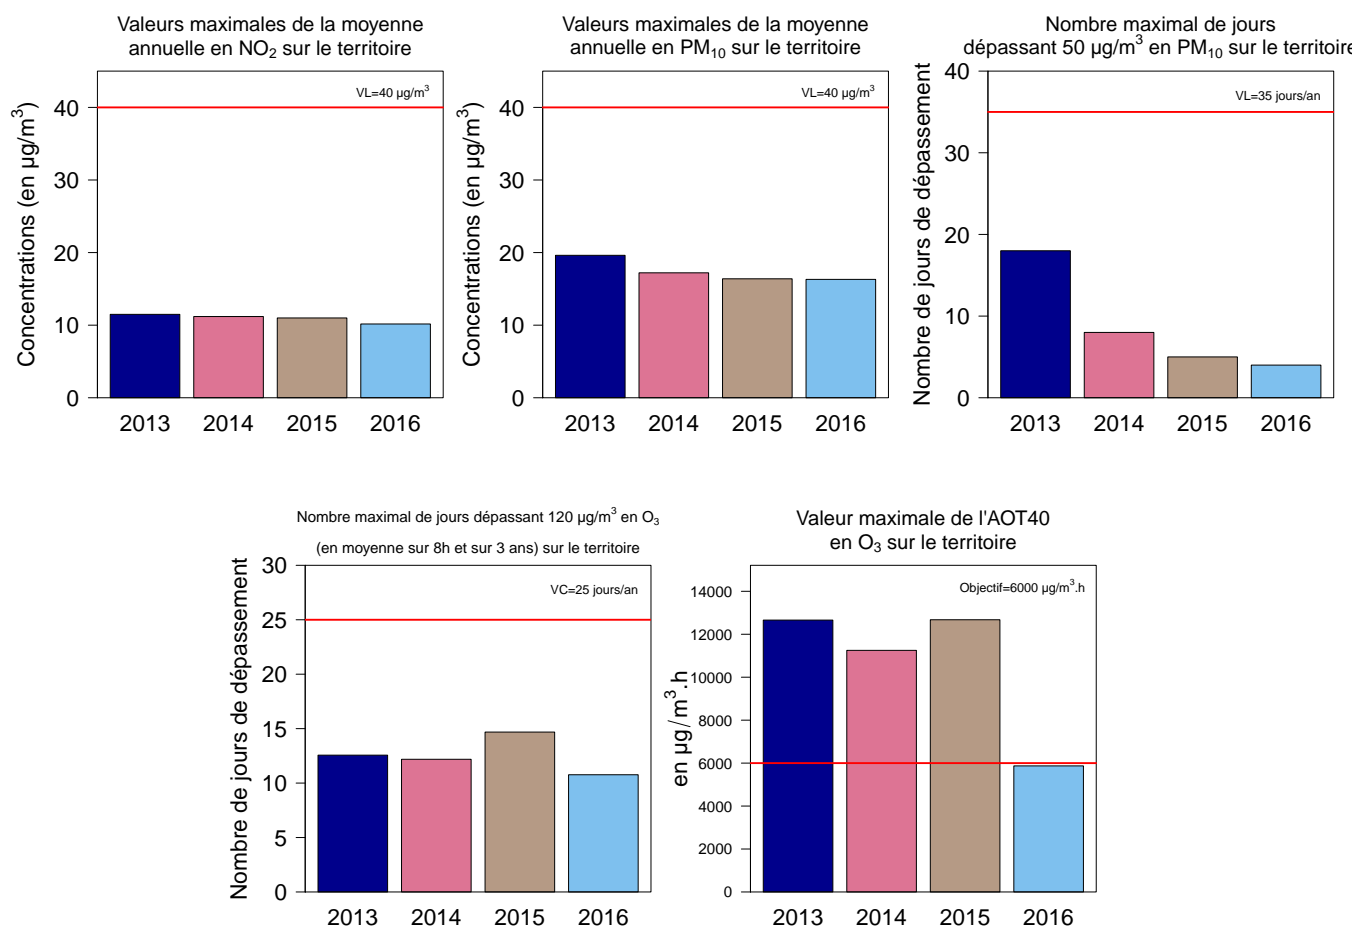 Valeurs maximales de la moyenne
annuelle en NO₂ sur le territoire
VL=40 µg/m³
Concentrations (en µg/m³)
40
30
20
10
0
2013 2014 2015 2016
Valeurs maximales de la moyenne
annuelle en PM₁₀ sur le territoire
VL=40 µg/m³
Concentrations (en µg/m³)
40
30
20
10
0
2013 2014 2015 2016
Nombre maximal de jours
dépassant 50 µg/m³ en PM₁₀ sur le territoire
VL=35 jours/an
Nombre de jours de dépassement
40
30
20
10
0
2013 2014 2015 2016
Nombre maximal de jours dépassant 120 µg/m³ en O₃
(en moyenne sur 8h et sur 3 ans) sur le territoire
VC=25 jours/an
Nombre de jours de dépassement
30
25
20
15
10
5
0
2013 2014 2015 2016
Valeur maximale de l'AOT40
en O₃ sur le territoire
Objectif=6000 µg/m³.h
en µg/m³.h
14000
12000
10000
8000
6000
4000
2000
0
2013 2014 2015 2016